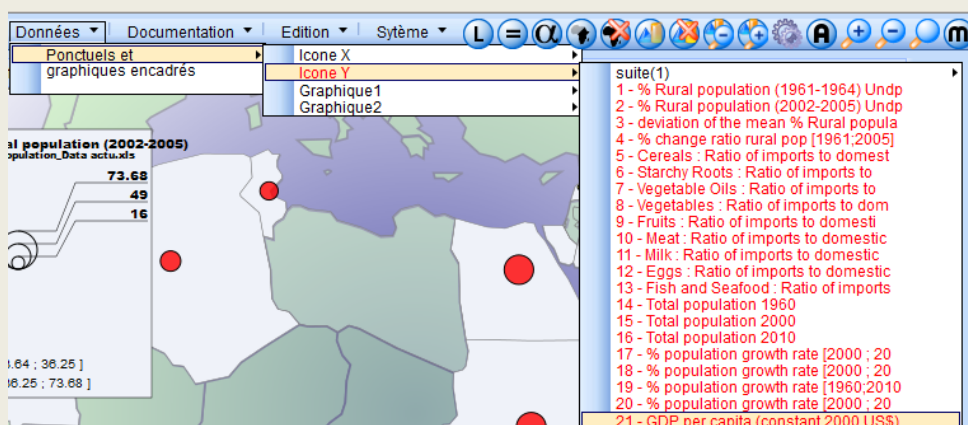 Données Documentation Edition Sytème L = α A m
Ponctuels et
graphiques encadrés
Icone X
Icone Y
Graphique1
Graphique2
suite(1)
1 - % Rural population (1961-1964) Undp
2 - % Rural population (2002-2005) Undp
3 - deviation of the mean % Rural popula
4 - % change ratio rural pop [1961;2005]
5 - Cereals : Ratio of imports to domest
6 - Starchy Roots : Ratio of imports to
7 - Vegetable Oils : Ratio of imports to
8 - Vegetables : Ratio of imports to dom
9 - Fruits : Ratio of imports to domesti
10 - Meat : Ratio of imports to domestic
11 - Milk : Ratio of imports to domestic
12 - Eggs : Ratio of imports to domestic
13 - Fish and Seafood : Ratio of imports
14 - Total population 1960
15 - Total population 2000
16 - Total population 2010
17 - % population growth rate [2000 ; 20
18 - % population growth rate [2000 ; 20
19 - % population growth rate [1960;2010
20 - % population growth rate [2000 ; 20
21 - GDP per capita (constant 2000 US$)
al population (2002-2005)
opulation_Data actu.xls
73.68
49
16
.64 ; 36.25 ]
36.25 ; 73.68 ]